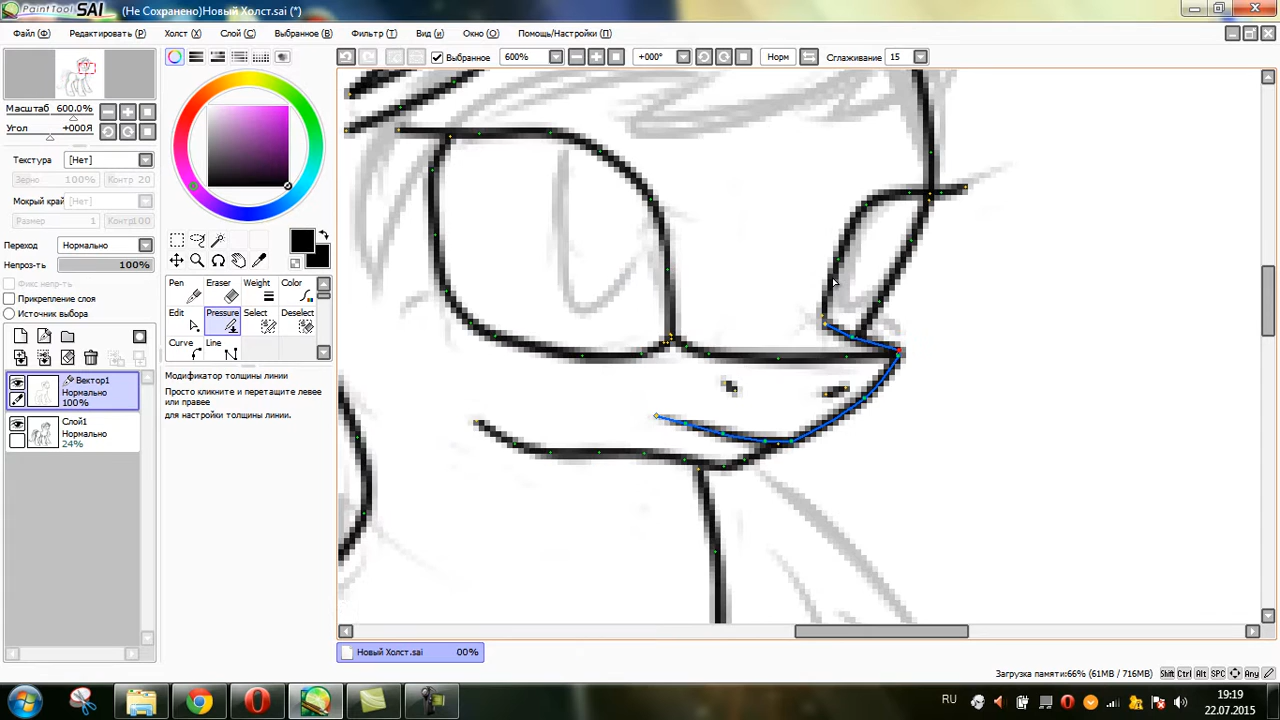 PaintTool SAI (Не Сохранено)Новый Холст.sai (*)
Файл (F) Редактировать (P) Холст (X) Слой (C) Выбранное (B) Фильтр (T) Вид (и) Окно (O) Помощь/Настройки (П)
Выбранное 600% +000° Норм Сглаживание 15
Масштаб 600.0%
Угол +000Я
Текстура [Нет]
Зерно 100% Контр 20
Мокрый край [Нет]
Размер 1 Контр 100
Переход Нормально
Непроз-ть 100%
Фикс непр-ть
Прикрепление слоя
Источник выбора
Pen Eraser Weight Color
Edit Pressure Select Deselect
Curve Line
Модификатор толщины линии
Просто кликните и перетащите левее
или правее
для настройки толщины линии.
Вектор1
Нормально
100%
Слой1
Нормально
24%
Новый Холст.sai 00%
Загрузка памяти:66% (61MB / 716MB) Shift Ctrl Alt SPC Any
RU 19:19
22.07.2015